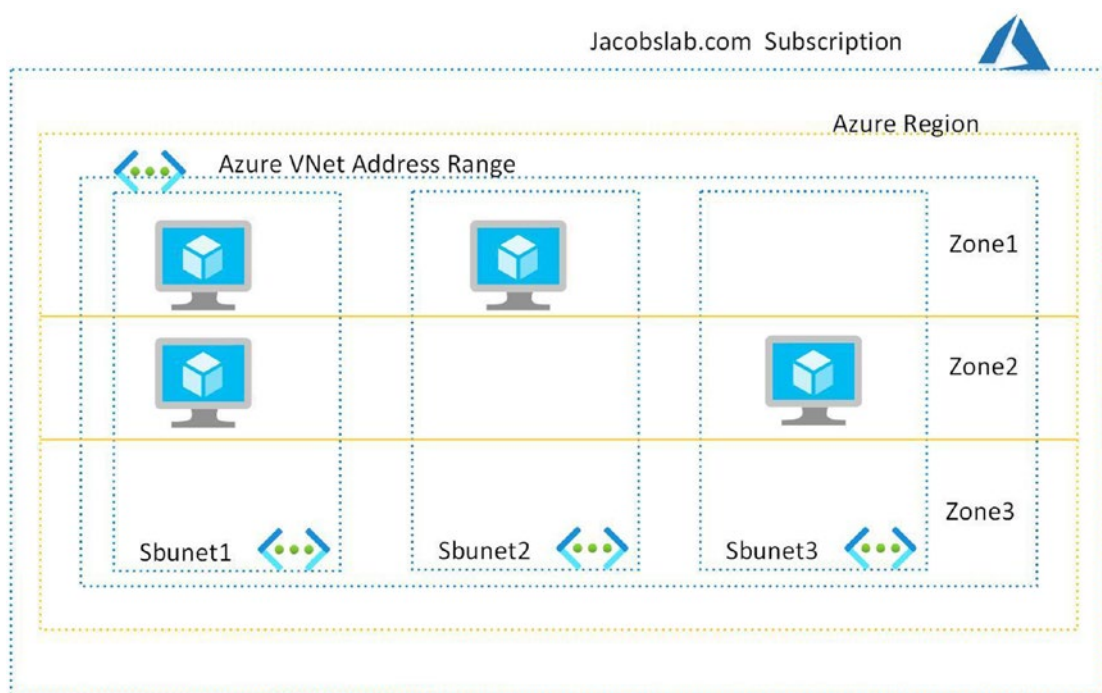 Jacobslab.com Subscription
Azure Region
Azure VNet Address Range
Zone1
Zone2
Zone3
Sbunet1
Sbunet2
Sbunet3